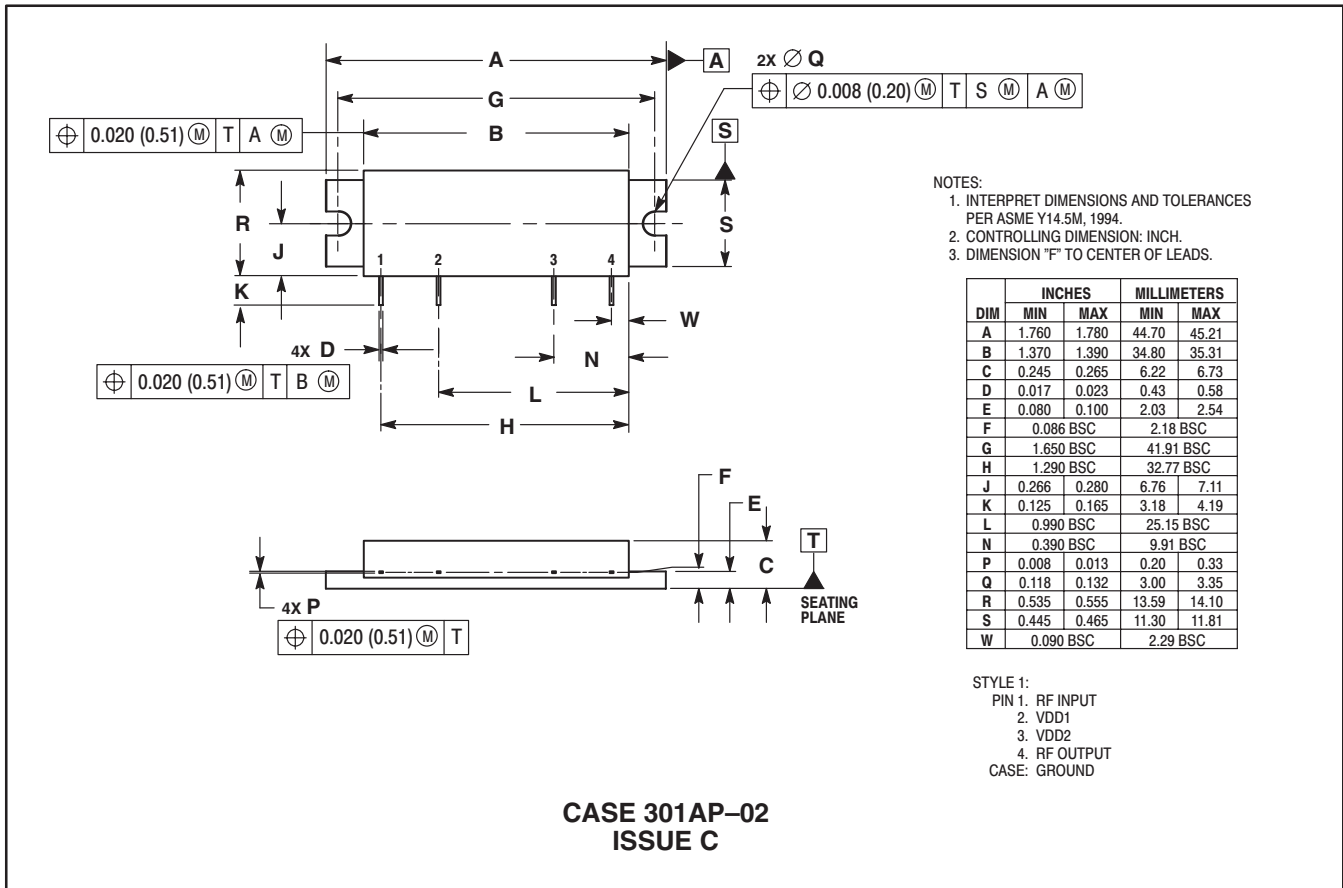 A
A
2X ∅ Q
⌖ ∅ 0.008 (0.20) Ⓜ T S Ⓜ A Ⓜ
G
⌖ 0.020 (0.51) Ⓜ T A Ⓜ
B
S
R
J
S
K
1 2 3 4
W
4X D
N
⌖ 0.020 (0.51) Ⓜ T B Ⓜ
L
H
F
E
C
T
SEATING
PLANE
4X P
⌖ 0.020 (0.51) Ⓜ T
NOTES:
1. INTERPRET DIMENSIONS AND TOLERANCES
PER ASME Y14.5M, 1994.
2. CONTROLLING DIMENSION: INCH.
3. DIMENSION "F" TO CENTER OF LEADS.
INCHES MILLIMETERS
DIM MIN MAX MIN MAX
A 1.760 1.780 44.70 45.21
B 1.370 1.390 34.80 35.31
C 0.245 0.265 6.22 6.73
D 0.017 0.023 0.43 0.58
E 0.080 0.100 2.03 2.54
F 0.086 BSC 2.18 BSC
G 1.650 BSC 41.91 BSC
H 1.290 BSC 32.77 BSC
J 0.266 0.280 6.76 7.11
K 0.125 0.165 3.18 4.19
L 0.990 BSC 25.15 BSC
N 0.390 BSC 9.91 BSC
P 0.008 0.013 0.20 0.33
Q 0.118 0.132 3.00 3.35
R 0.535 0.555 13.59 14.10
S 0.445 0.465 11.30 11.81
W 0.090 BSC 2.29 BSC
STYLE 1:
PIN 1. RF INPUT
2. VDD1
3. VDD2
4. RF OUTPUT
CASE: GROUND
CASE 301AP–02
ISSUE C